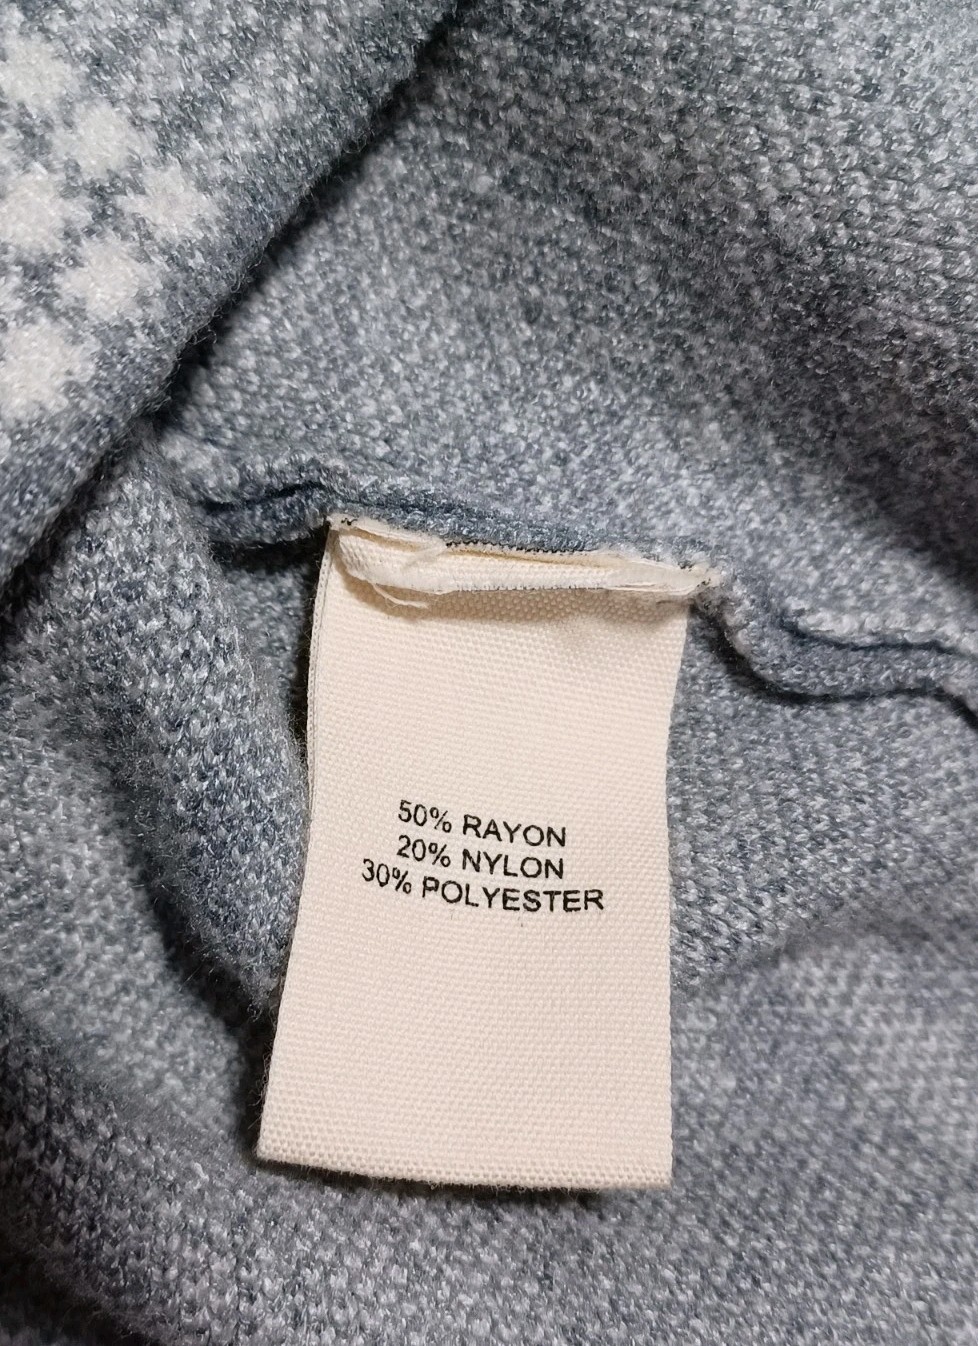 50% RAYON
20% NYLON
30% POLYESTER